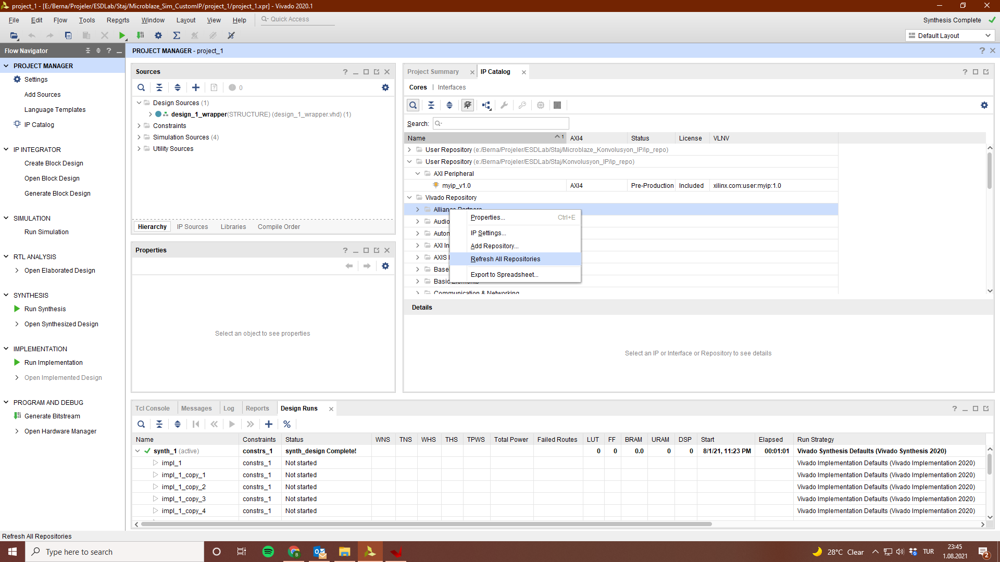 project_1 - [E:/Berna/Projeler/ESDLab/Staj/Microblaze_Sim_CustomIP/project_1/project_1.xpr] - Vivado 2020.1
File Edit Flow Tools Reports Window Layout View Help Quick Access
Synthesis Complete
Default Layout
Flow Navigator
PROJECT MANAGER
Settings
Add Sources
Language Templates
IP Catalog
IP INTEGRATOR
Create Block Design
Open Block Design
Generate Block Design
SIMULATION
Run Simulation
RTL ANALYSIS
Open Elaborated Design
SYNTHESIS
Run Synthesis
Open Synthesized Design
IMPLEMENTATION
Run Implementation
Open Implemented Design
PROGRAM AND DEBUG
Generate Bitstream
Open Hardware Manager
PROJECT MANAGER - project_1
Sources
0
Design Sources (1)
design_1_wrapper(STRUCTURE) (design_1_wrapper.vhd) (1)
Constraints
Simulation Sources (4)
Utility Sources
Hierarchy IP Sources Libraries Compile Order
Properties
Select an object to see properties
Project Summary IP Catalog
Cores | Interfaces
Search:
Name 1 AXI4 Status License VLNV
User Repository (e:/Berna/Projeler/ESDLab/Staj/Microblaze_Konvolusyon_IP/ip_repo)
User Repository (e:/Berna/Projeler/ESDLab/Staj/Konvolusyon_IP/ip_repo)
AXI Peripheral
myip_v1.0 AXI4 Pre-Production Included xilinx.com:user:myip:1.0
Vivado Repository
Alliance Partners
Audio
Autom
AXI In
AXIS I
Base
Basic Elements
Communication & Networking
Properties... Ctrl+E
IP Settings...
Add Repository...
Refresh All Repositories
Export to Spreadsheet...
Details
Select an IP or Interface or Repository to see details
Tcl Console Messages Log Reports Design Runs
Name Constraints Status WNS TNS WHS THS TPWS Total Power Failed Routes LUT FF BRAM URAM DSP Start Elapsed Run Strategy
synth_1 (active) constrs_1 synth_design Complete! 0 0 0.0 0 0 8/1/21, 11:23 PM 00:01:01 Vivado Synthesis Defaults (Vivado Synthesis 2020)
impl_1 constrs_1 Not started Vivado Implementation Defaults (Vivado Implementation 2020)
impl_1_copy_1 constrs_1 Not started Vivado Implementation Defaults (Vivado Implementation 2020)
impl_1_copy_2 constrs_1 Not started Vivado Implementation Defaults (Vivado Implementation 2020)
impl_1_copy_3 constrs_1 Not started Vivado Implementation Defaults (Vivado Implementation 2020)
impl_1_copy_4 constrs_1 Not started Vivado Implementation Defaults (Vivado Implementation 2020)
Refresh All Repositories
Type here to search
28°C Clear
TUR
23:45
1.08.2021
2